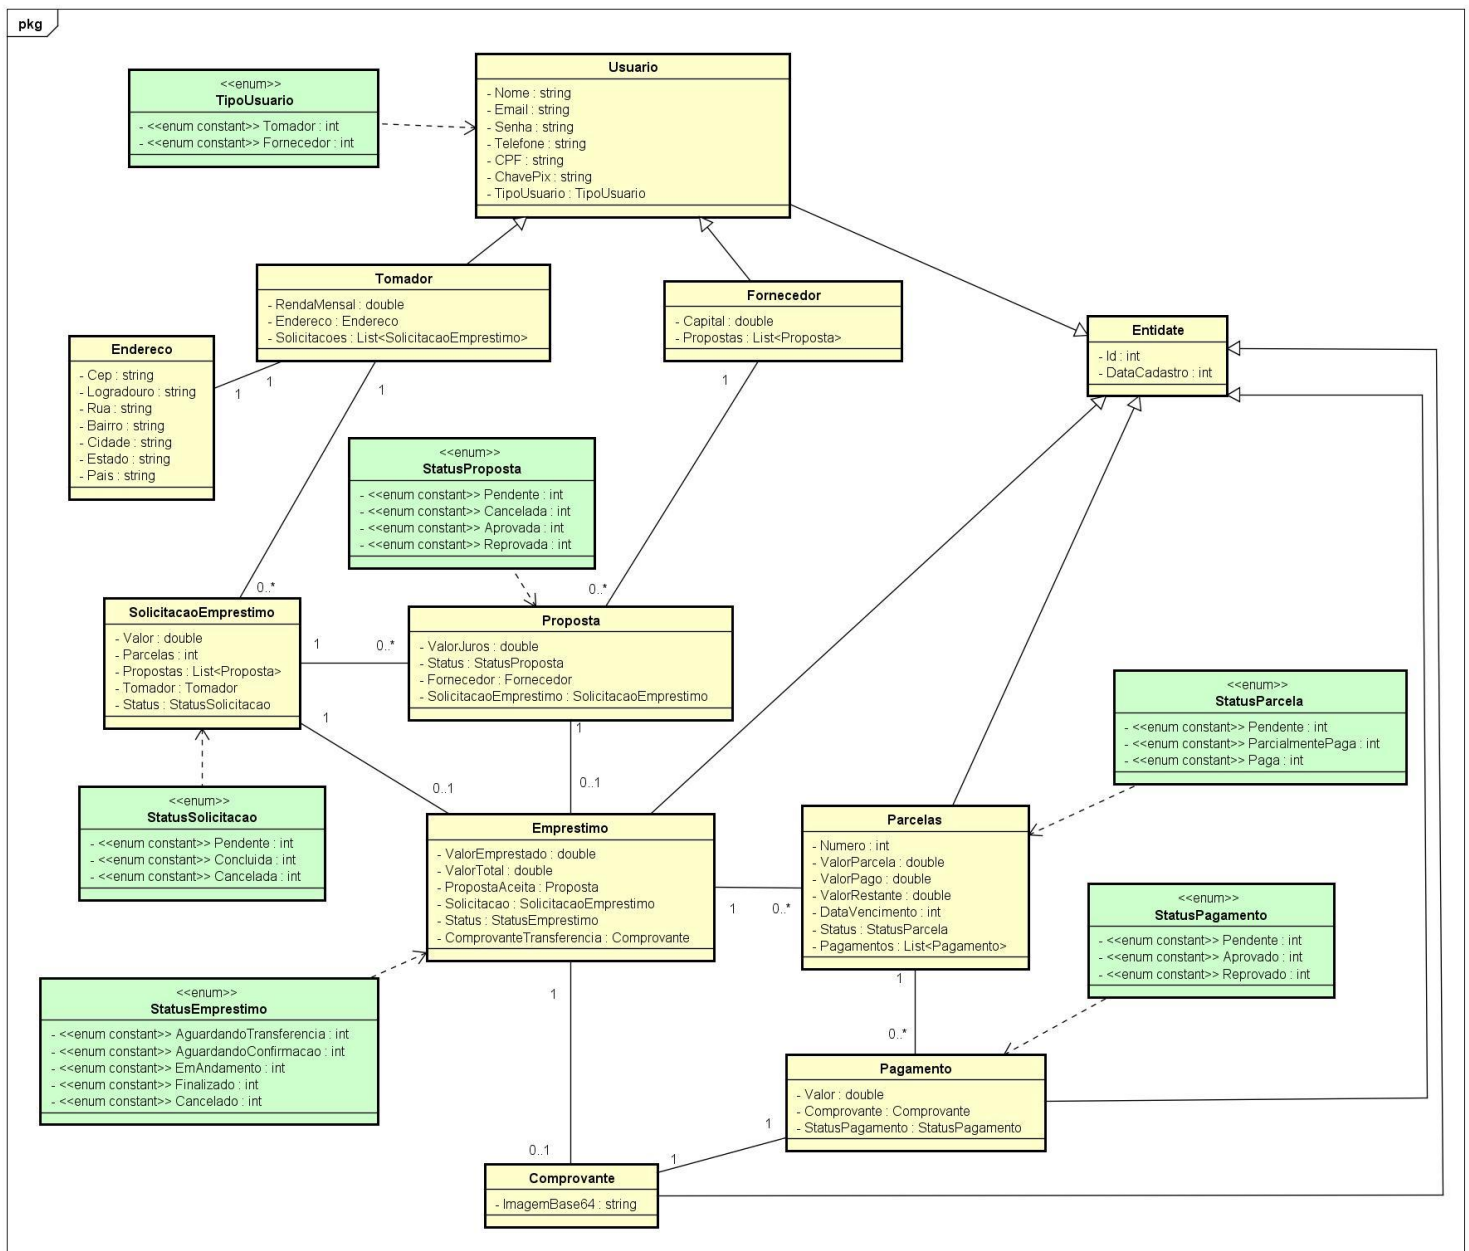 pkg
<<enum>>
TipoUsuario
- <<enum constant>> Tomador : int
- <<enum constant>> Fornecedor : int
Usuario
- Nome : string
- Email : string
- Senha : string
- Telefone : string
- CPF : string
- ChavePix : string
- TipoUsuario : TipoUsuario
Tomador
- RendaMensal : double
- Endereco : Endereco
- Solicitacoes : List<SolicitacaoEmprestimo>
Fornecedor
- Capital : double
- Propostas : List<Proposta>
Entidate
- Id : int
- DataCadastro : int
Endereco
- Cep : string
- Logradouro : string
- Rua : string
- Bairro : string
- Cidade : string
- Estado : string
- Pais : string
1
1
1
1
<<enum>>
StatusProposta
- <<enum constant>> Pendente : int
- <<enum constant>> Cancelada : int
- <<enum constant>> Aprovada : int
- <<enum constant>> Reprovada : int
0..*
0..*
SolicitacaoEmprestimo
- Valor : double
- Parcelas : int
- Propostas : List<Proposta>
- Tomador : Tomador
- Status : StatusSolicitacao
1
0..*
Proposta
- ValorJuros : double
- Status : StatusProposta
- Fornecedor : Fornecedor
- SolicitacaoEmprestimo : SolicitacaoEmprestimo
<<enum>>
StatusParcela
- <<enum constant>> Pendente : int
- <<enum constant>> ParcialmentePaga : int
- <<enum constant>> Paga : int
1
1
0..1
0..1
<<enum>>
StatusSolicitacao
- <<enum constant>> Pendente : int
- <<enum constant>> Concluida : int
- <<enum constant>> Cancelada : int
Emprestimo
- ValorEmprestado : double
- ValorTotal : double
- PropostaAceita : Proposta
- Solicitacao : SolicitacaoEmprestimo
- Status : StatusEmprestimo
- ComprovanteTransferencia : Comprovante
1
0..*
Parcelas
- Numero : int
- ValorParcela : double
- ValorPago : double
- ValorRestante : double
- DataVencimento : int
- Status : StatusParcela
- Pagamentos : List<Pagamento>
<<enum>>
StatusPagamento
- <<enum constant>> Pendente : int
- <<enum constant>> Aprovado : int
- <<enum constant>> Reprovado : int
<<enum>>
StatusEmprestimo
- <<enum constant>> AguardandoTransferencia : int
- <<enum constant>> AguardandoConfirmacao : int
- <<enum constant>> EmAndamento : int
- <<enum constant>> Finalizado : int
- <<enum constant>> Cancelado : int
1
1
0..*
Pagamento
- Valor : double
- Comprovante : Comprovante
- StatusPagamento : StatusPagamento
1
1
0..1
Comprovante
- ImagemBase64 : string